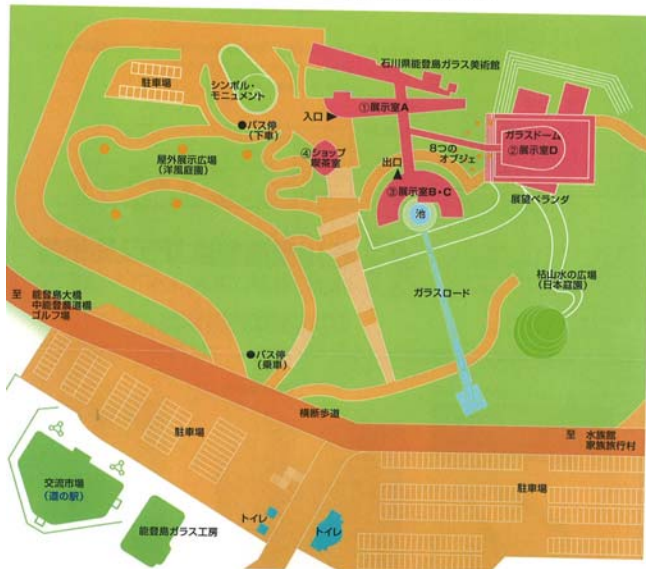 石川県能登島ガラス美術館
駐車場
シンボル・
モニュメント
入口▶
①展示室A
●バス停
(下車)
8つの
オブジェ
ガラスドーム
②展示室D
④ショップ
喫茶室
出口
▲
屋外展示広場
(洋風庭園)
③展示室B・C
展望ベランダ
池
枯山水の広場
(日本庭園)
ガラスロード
至 能登島大橋
中能登農道橋
ゴルフ場
●バス停
(乗車)
横断歩道
至 水族館
家族旅行村
駐車場
駐車場
交流市場
(道の駅)
能登島ガラス工房
トイレ
トイレ